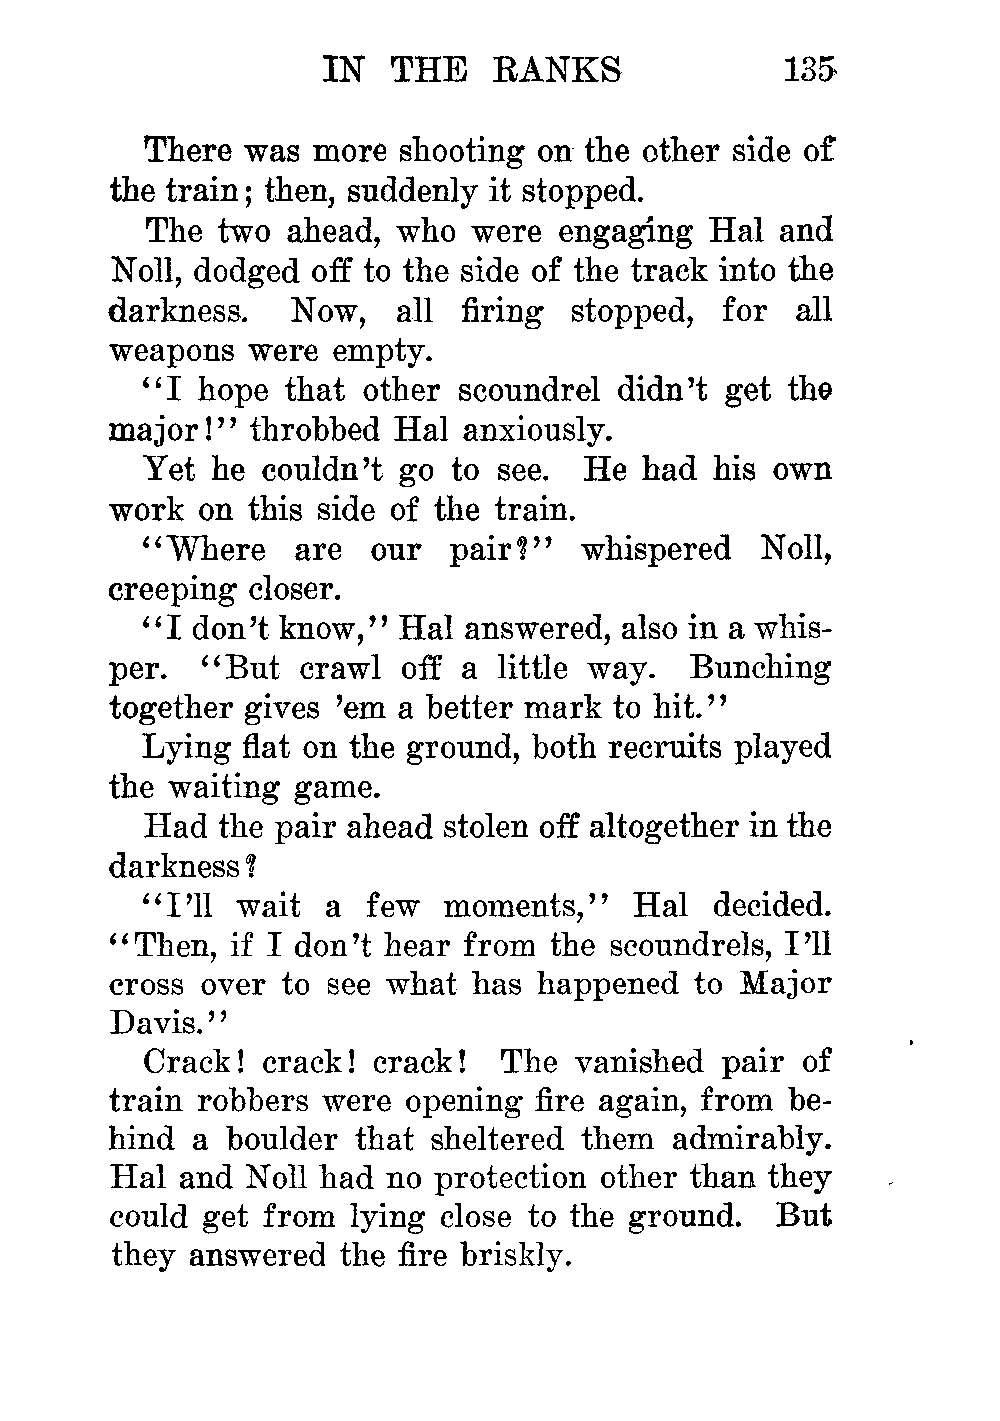 IN THE RANKS 135
There was more shooting on the other side of
the train; then, suddenly it stopped.
The two ahead, who were engaging Hal and
Noll, dodged off to the side of the track into the
darkness. Now, all firing stopped, for all
weapons were empty.
"I hope that other scoundrel didn't get the
major!" throbbed Hal anxiously.
Yet he couldn't go to see. He had his own
work on this side of the train.
"Where are our pair?" whispered Noll,
creeping closer.
"I don't know," Hal answered, also in a whis-
per. "But crawl off a little way. Bunching
together gives 'em a better mark to hit."
Lying flat on the ground, both recruits played
the waiting game.
Had the pair ahead stolen off altogether in the
darkness?
"I'll wait a few moments," Hal decided.
"Then, if I don't hear from the scoundrels, I'll
cross over to see what has happened to Major
Davis."
Crack! crack! crack! The vanished pair of
train robbers were opening fire again, from be-
hind a boulder that sheltered them admirably.
Hal and Noll had no protection other than they
could get from lying close to the ground. But
they answered the fire briskly.